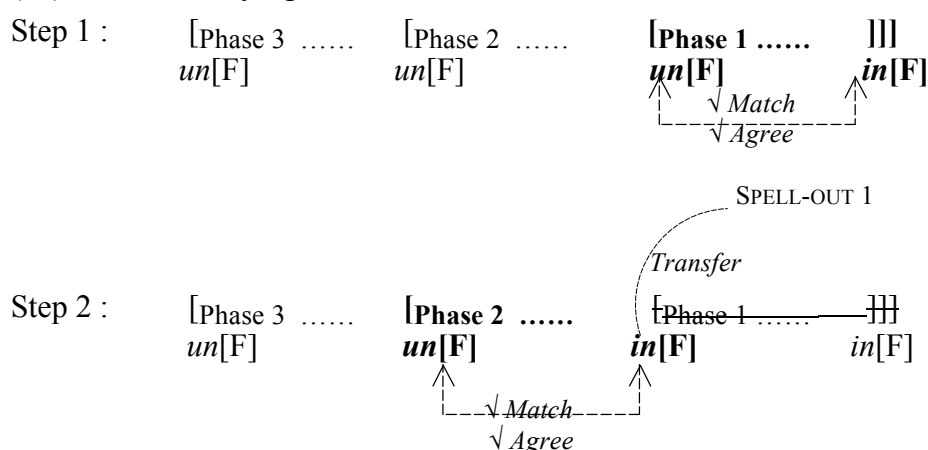 Step 1 : [Phase 3 …… [Phase 2 …… [Phase 1 …… ]]]
un[F] un[F] un[F] in[F]
√ Match
√ Agree
SPELL-OUT 1
Transfer
Step 2 : [Phase 3 …… [Phase 2 …… [Phase 1 …… ]]]
un[F] un[F] in[F] in[F]
√ Match
√ Agree